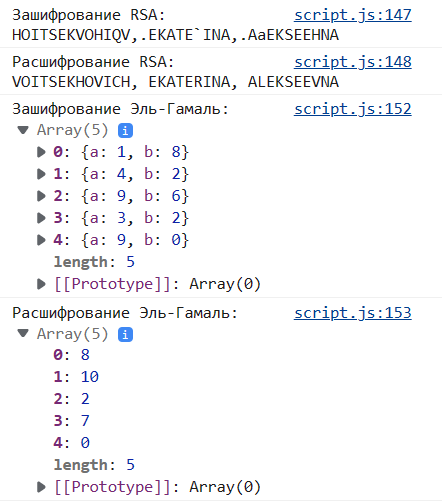 Зашифрование RSA: script.js:147
HOITSEKVOHIQV,.EKATE`INA,.AaEKSEEHNA
Расшифрование RSA: script.js:148
VOITSEKHOVICH, EKATERINA, ALEKSEEVNA
Зашифрование Эль-Гамаль: script.js:152
▼ Array(5) i
▶ 0: {a: 1, b: 8}
▶ 1: {a: 4, b: 2}
▶ 2: {a: 9, b: 6}
▶ 3: {a: 3, b: 2}
▶ 4: {a: 9, b: 0}
length: 5
▶ [[Prototype]]: Array(0)
Расшифрование Эль-Гамаль: script.js:153
▼ Array(5) i
0: 8
1: 10
2: 2
3: 7
4: 0
length: 5
▶ [[Prototype]]: Array(0)